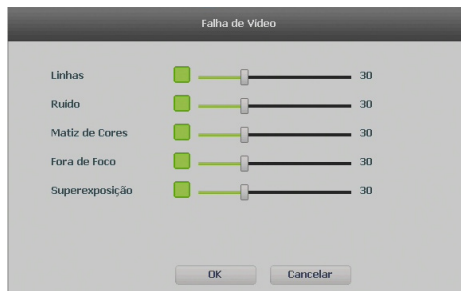 Falha de Vídeo
Linhas 30
Ruído 30
Matiz de Cores 30
Fora de Foco 30
Superexposição 30
OK Cancelar